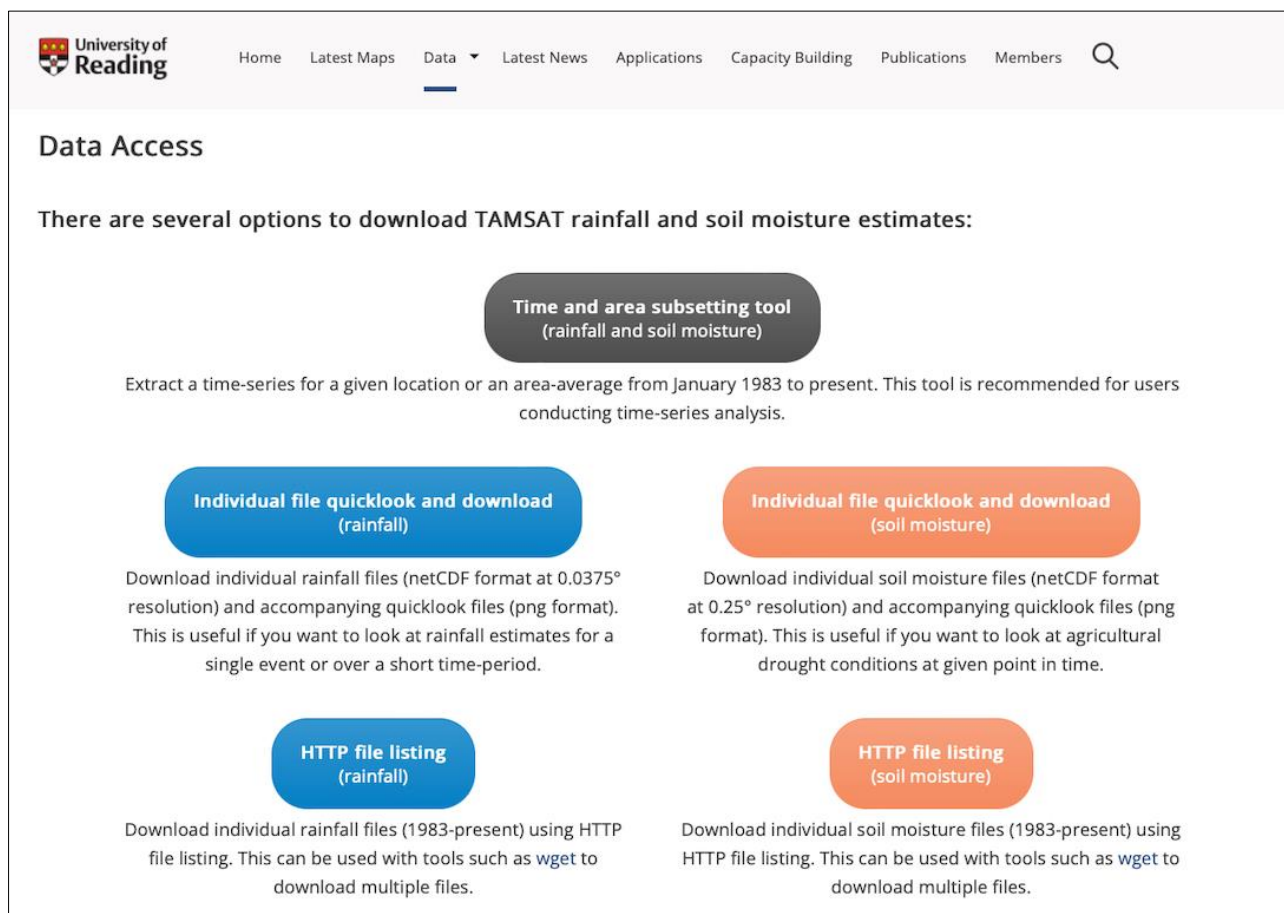 University of
Reading
Home Latest Maps Data Latest News Applications Capacity Building Publications Members
Data Access
There are several options to download TAMSAT rainfall and soil moisture estimates:
Time and area subsetting tool
(rainfall and soil moisture)
Extract a time-series for a given location or an area-average from January 1983 to present. This tool is recommended for users
conducting time-series analysis.
Individual file quicklook and download
(rainfall)
Download individual rainfall files (netCDF format at 0.0375°
resolution) and accompanying quicklook files (png format).
This is useful if you want to look at rainfall estimates for a
single event or over a short time-period.
Individual file quicklook and download
(soil moisture)
Download individual soil moisture files (netCDF format
at 0.25° resolution) and accompanying quicklook files (png
format). This is useful if you want to look at agricultural
drought conditions at given point in time.
HTTP file listing
(rainfall)
Download individual rainfall files (1983-present) using HTTP
file listing. This can be used with tools such as wget to
download multiple files.
HTTP file listing
(soil moisture)
Download individual soil moisture files (1983-present) using
HTTP file listing. This can be used with tools such as wget to
download multiple files.